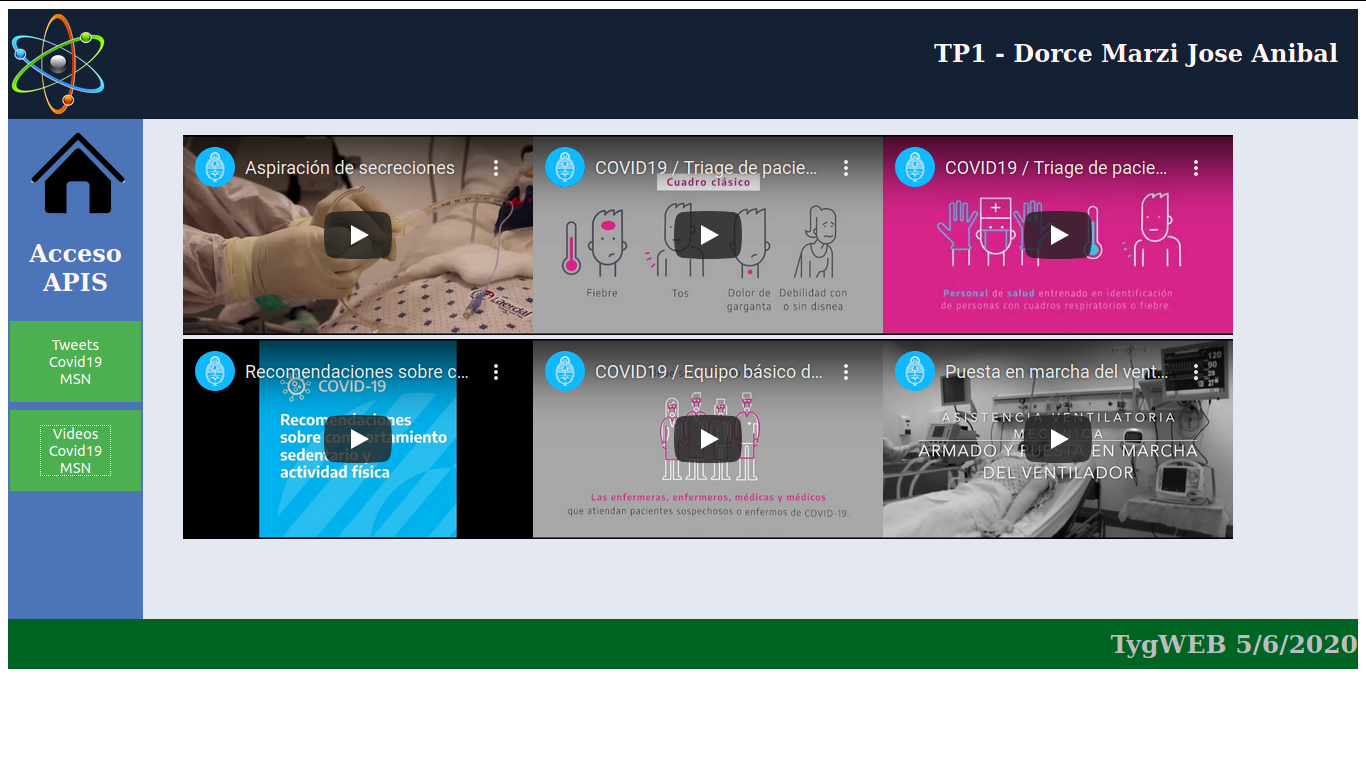 TP1 - Dorce Marzi Jose Anibal
Acceso
APIS
Tweets
Covid19
MSN
Videos
Covid19
MSN
Aspiración de secreciones
Laerdal
COVID19 / Triage de pacie...
Cuadro clásico
Fiebre
Tos
Dolor de
garganta
Debilidad con
o sin disnea
COVID19 / Triage de pacie...
Personal de salud entrenado en identificación
de personas con cuadros respiratorios o fiebre.
Recomendaciones sobre c...
COVID-19
Recomendaciones
sobre comportamiento
sedentario y
actividad física
COVID19 / Equipo básico d...
Las enfermeras, enfermeros, médicas y médicos
que atiendan pacientes sospechosos o enfermos de COVID-19.
Puesta en marcha del vent...
120
90
ASISTENCIA VENTILATORIA
MECÁNICA
ARMADO Y PUESTA EN MARCHA
DEL VENTILADOR
TygWEB 5/6/2020